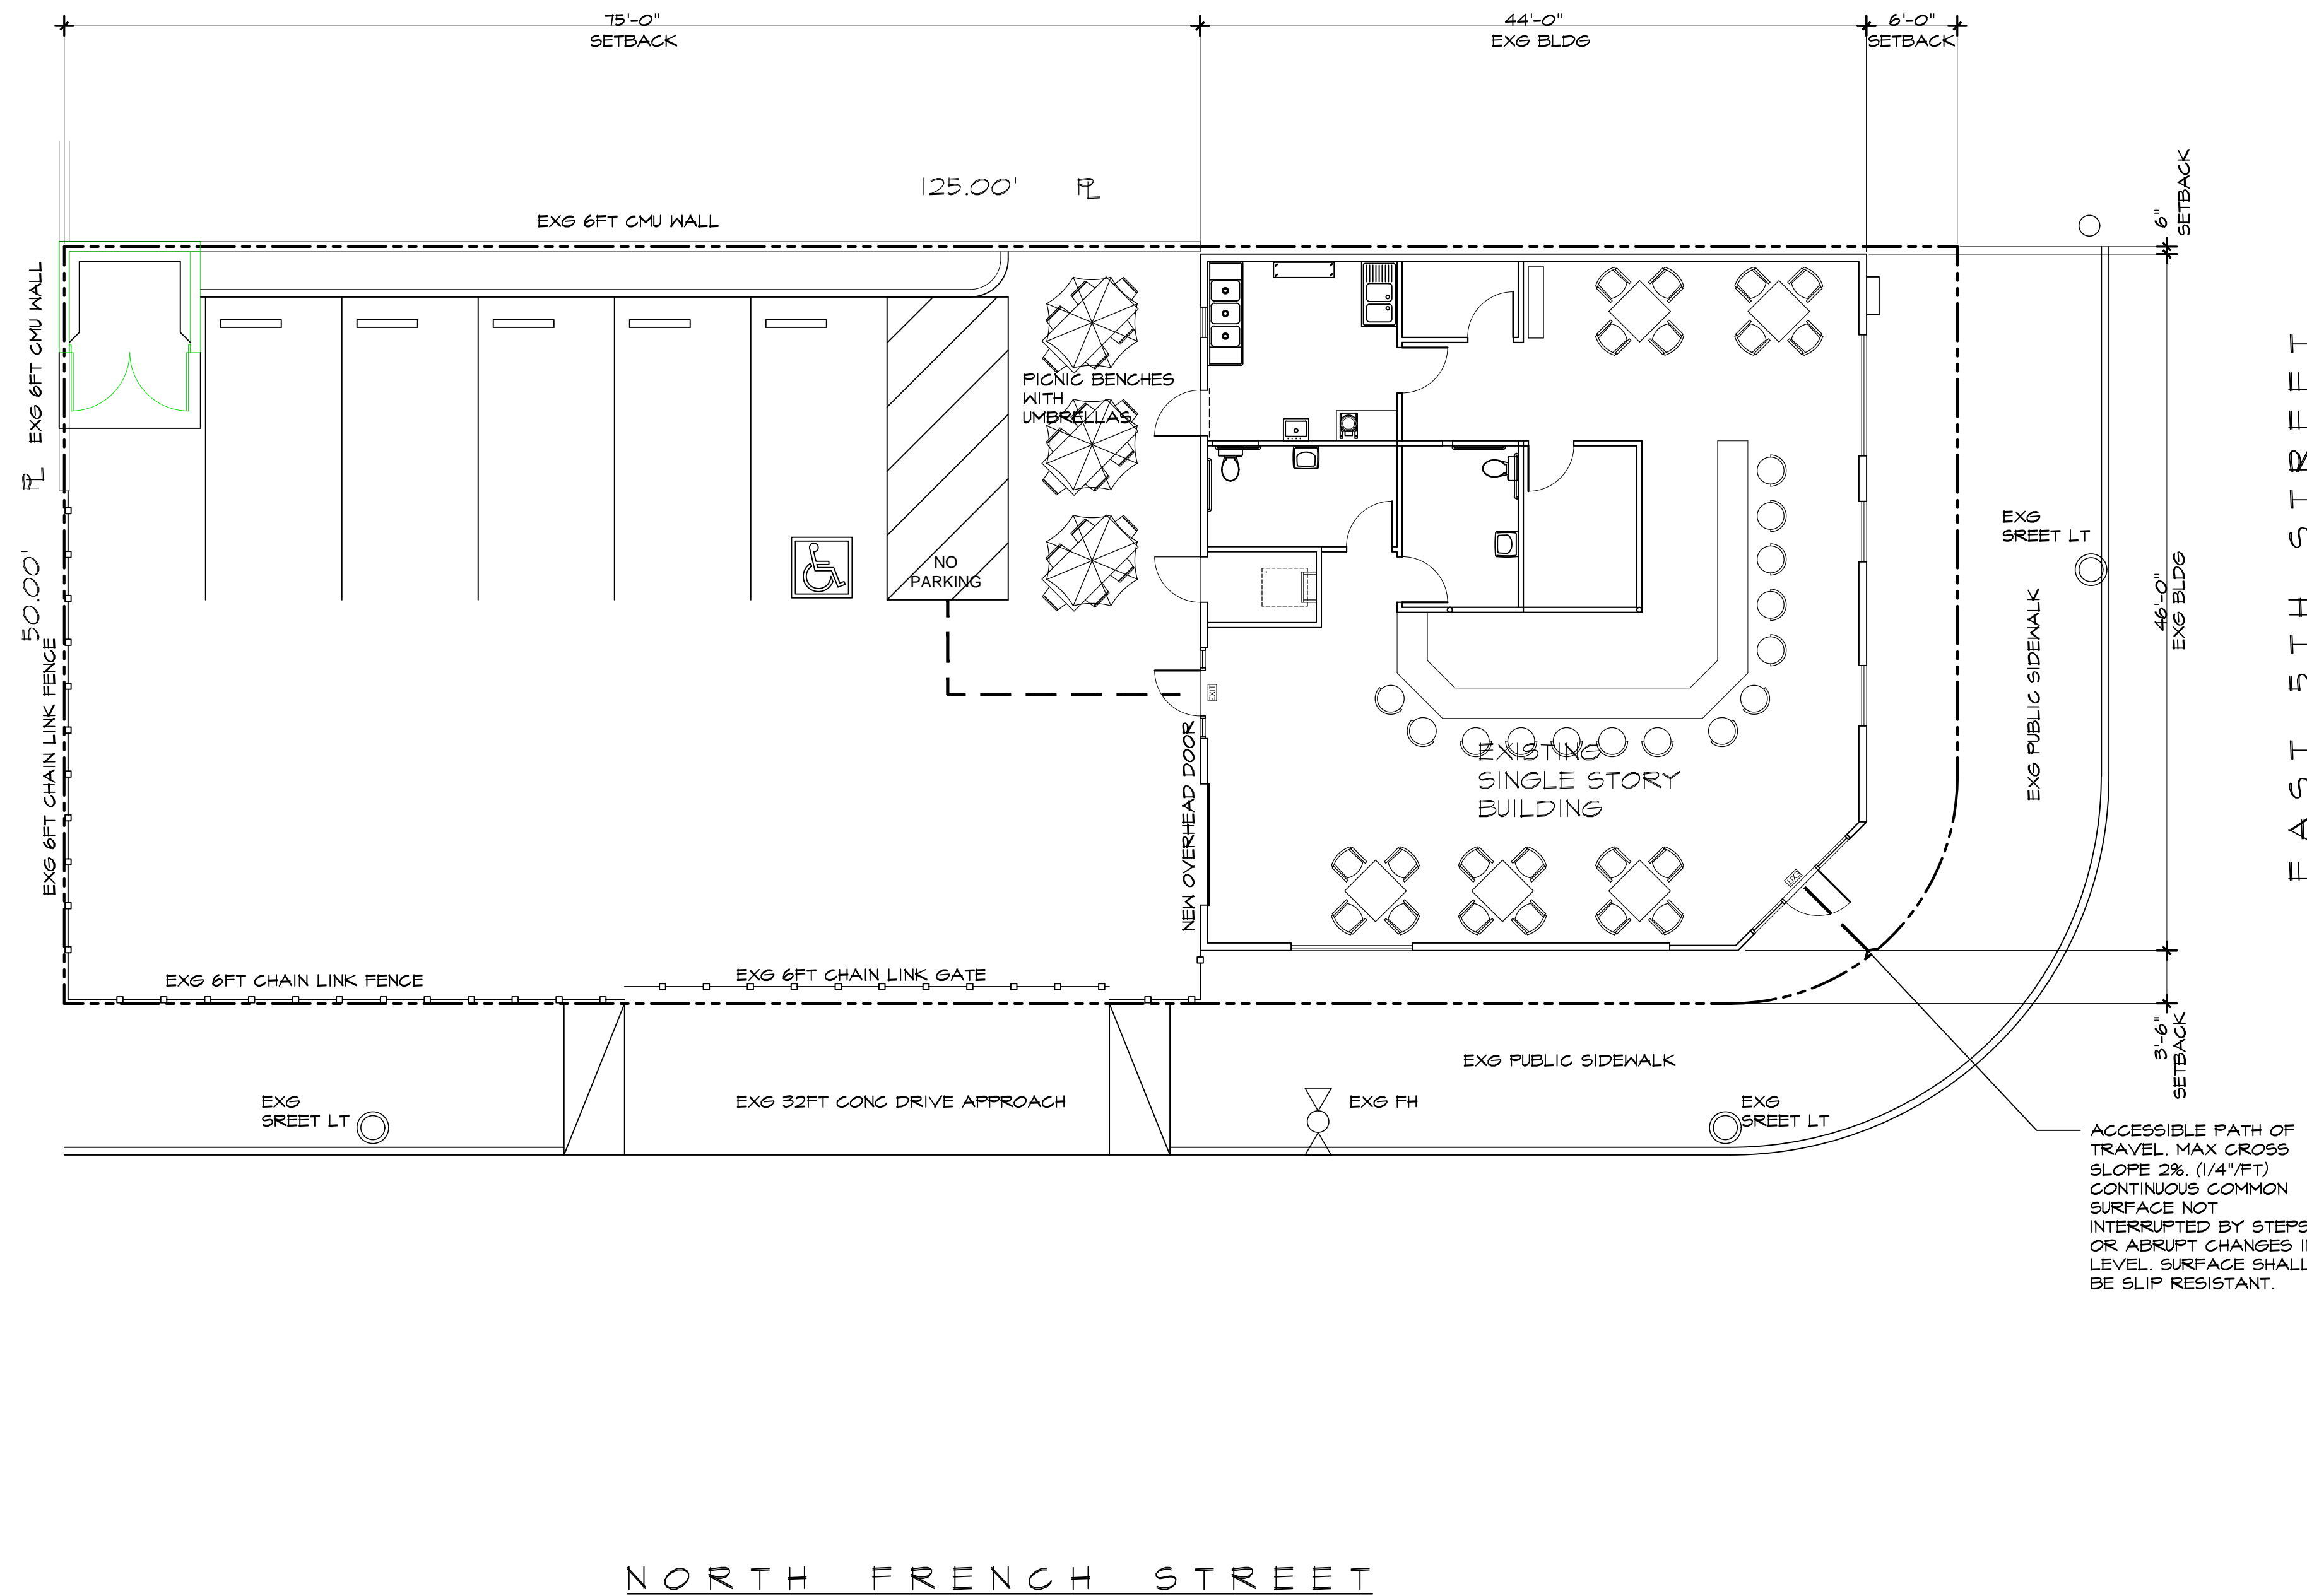 75'-0"
SETBACK
44'-0"
EXG BLDG
6'-0"
SETBACK
125.00' PL
EXG 6FT CMU WALL
6"
SETBACK
EXG 6FT CMU WALL
50.00' PL
EXG 6FT CHAIN LINK FENCE
PICNIC BENCHES
WITH
UMBRELLAS
NO
PARKING
EXIT
NEW OVERHEAD DOOR
EXISTING
SINGLE STORY
BUILDING
EXIT
EXG
SREET LT
EXG PUBLIC SIDEWALK
46'-0"
EXG BLDG
EAST 5TH STREET
EXG 6FT CHAIN LINK FENCE
EXG 6FT CHAIN LINK GATE
3'-6"
SETBACK
EXG
SREET LT
EXG 32FT CONC DRIVE APPROACH
EXG FH
EXG PUBLIC SIDEWALK
EXG
SREET LT
ACCESSIBLE PATH OF
TRAVEL. MAX CROSS
SLOPE 2%. (1/4"/FT)
CONTINUOUS COMMON
SURFACE NOT
INTERRUPTED BY STEPS
OR ABRUPT CHANGES
LEVEL. SURFACE SHALL
BE SLIP RESISTANT.
NORTH FRENCH STREET